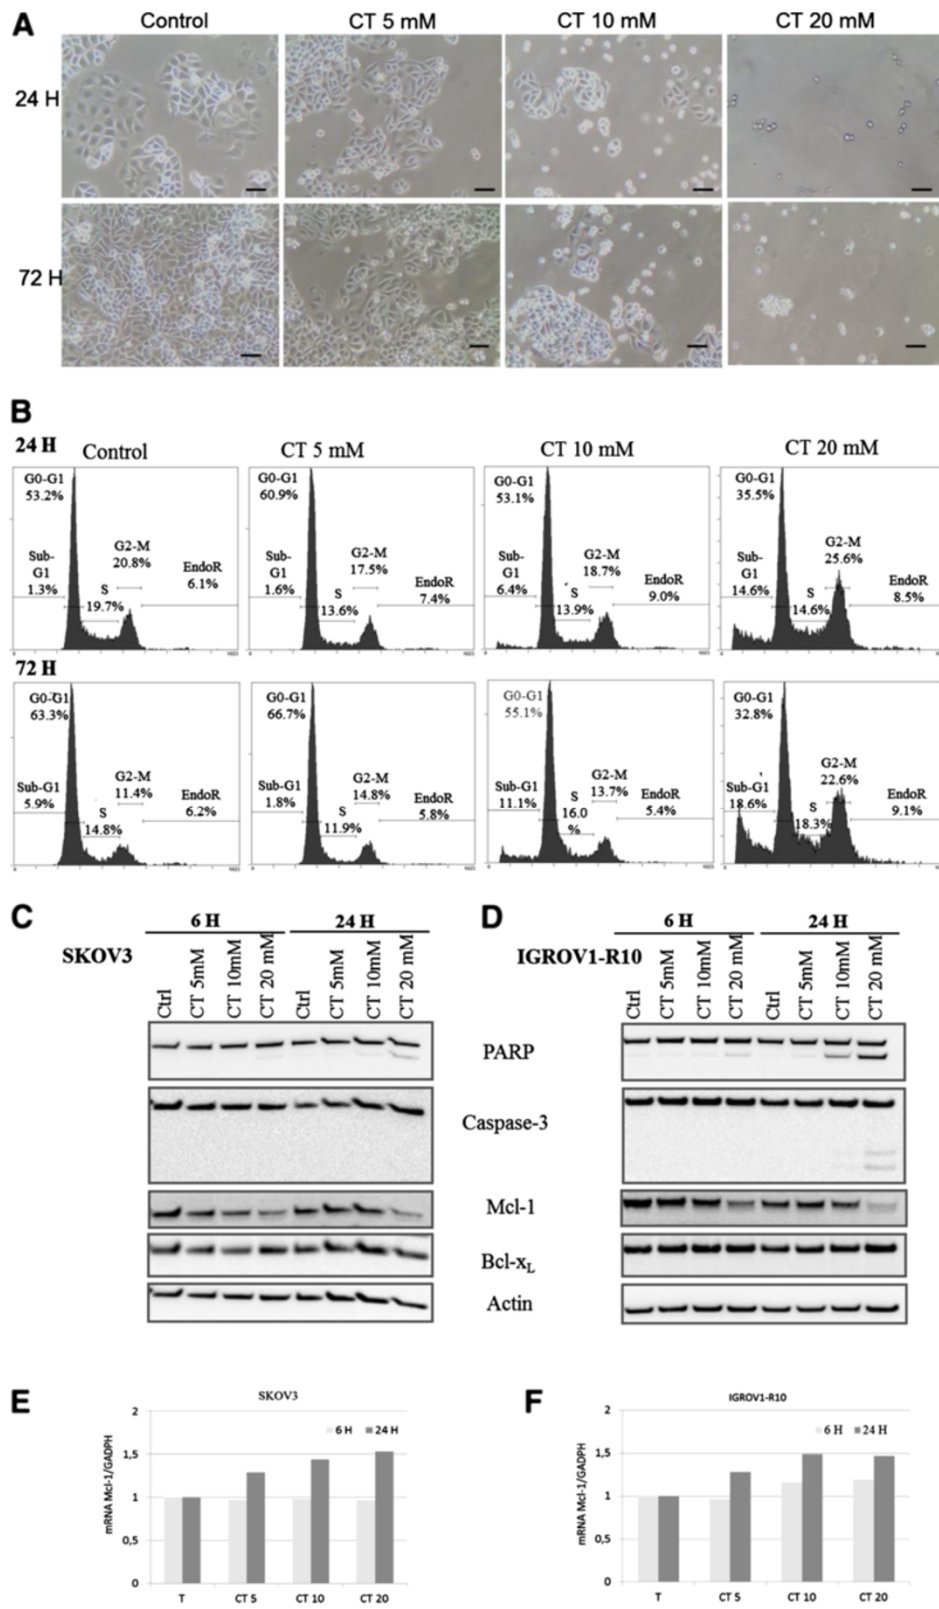 A
Control CT 5 mM CT 10 mM CT 20 mM
24 H
72 H
B
24 H
Control CT 5 mM CT 10 mM CT 20 mM
G0-G1
53.2%
Sub-
G1
1.3%
S
19.7%
G2-M
20.8%
EndoR
6.1%
G0-G1
60.9%
Sub-
G1
1.6%
S
13.6%
G2-M
17.5%
EndoR
7.4%
G0-G1
53.1%
Sub-
G1
6.4%
S
13.9%
G2-M
18.7%
EndoR
9.0%
G0-G1
35.5%
Sub-
G1
14.6%
S
14.6%
G2-M
25.6%
EndoR
8.5%
72 H
G0-G1
63.3%
Sub-G1
5.9%
S
14.8%
G2-M
11.4%
EndoR
6.2%
G0-G1
66.7%
Sub-G1
1.8%
S
11.9%
G2-M
14.8%
EndoR
5.8%
G0-G1
55.1%
Sub-G1
11.1%
S
16.0
%
G2-M
13.7%
EndoR
5.4%
G0-G1
32.8%
Sub-G1
18.6%
S
18.3%
G2-M
22.6%
EndoR
9.1%
C
SKOV3
6 H 24 H
Ctrl
CT 5mM
CT 10mM
CT 20 mM
Ctrl
CT 5mM
CT 10mM
CT 20 mM
D
IGROV1-R10
6 H 24 H
Ctrl
CT 5mM
CT 10mM
CT 20 mM
Ctrl
CT 5mM
CT 10mM
CT 20 mM
PARP
Caspase-3
Mcl-1
Bcl-xL
Actin
E
SKOV3
mRNA Mcl-1/GADPH
2
1,5
1
0,5
0
6 H 24 H
T CT 5 CT 10 CT 20
F
IGROV1-R10
mRNA Mcl-1/GADPH
2
1,5
1
0,5
0
6 H 24 H
T CT 5 CT 10 CT 20